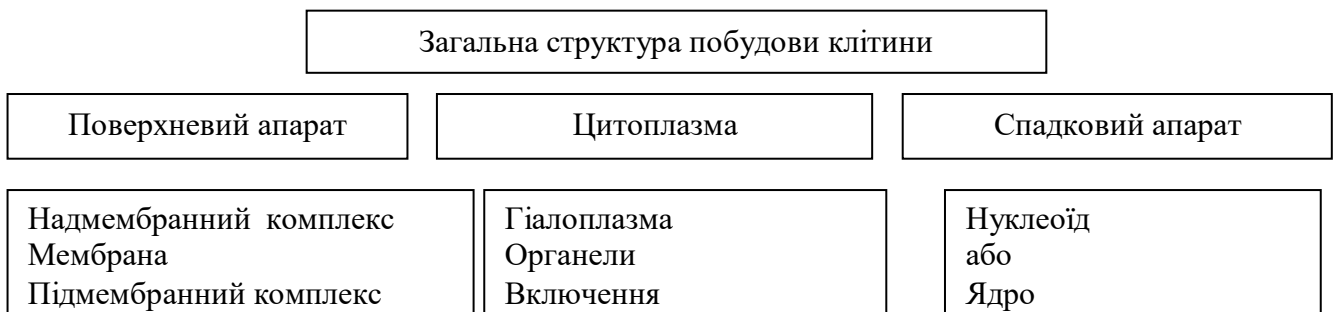 Загальна структура побудови клітини
Поверхневий апарат
Цитоплазма
Спадковий апарат
Надмембранний комплекс
Мембрана
Підмембранний комплекс
Гіалоплазма
Органели
Включення
Нуклеоїд
або
Ядро